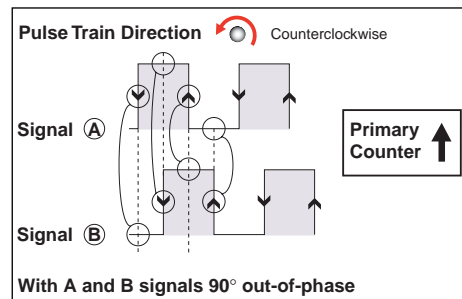 Pulse Train Direction Counterclockwise
Signal A
Primary
Counter
Signal B
With A and B signals 90° out-of-phase